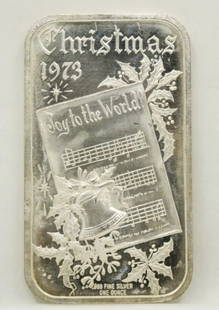 Christmas
1973
Joy to the World!
.999 FINE SILVER
ONE OUNCE